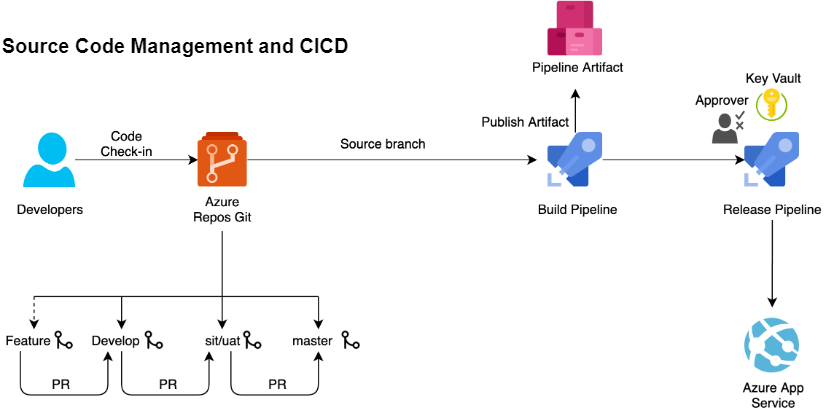 Source Code Management and CICD
Pipeline Artifact
Key Vault
Approver
Publish Artifact
Code
Check-in
Source branch
Developers
Azure
Repos Git
Build Pipeline
Release Pipeline
Feature
Develop
sit/uat
master
PR
PR
PR
Azure App
Service